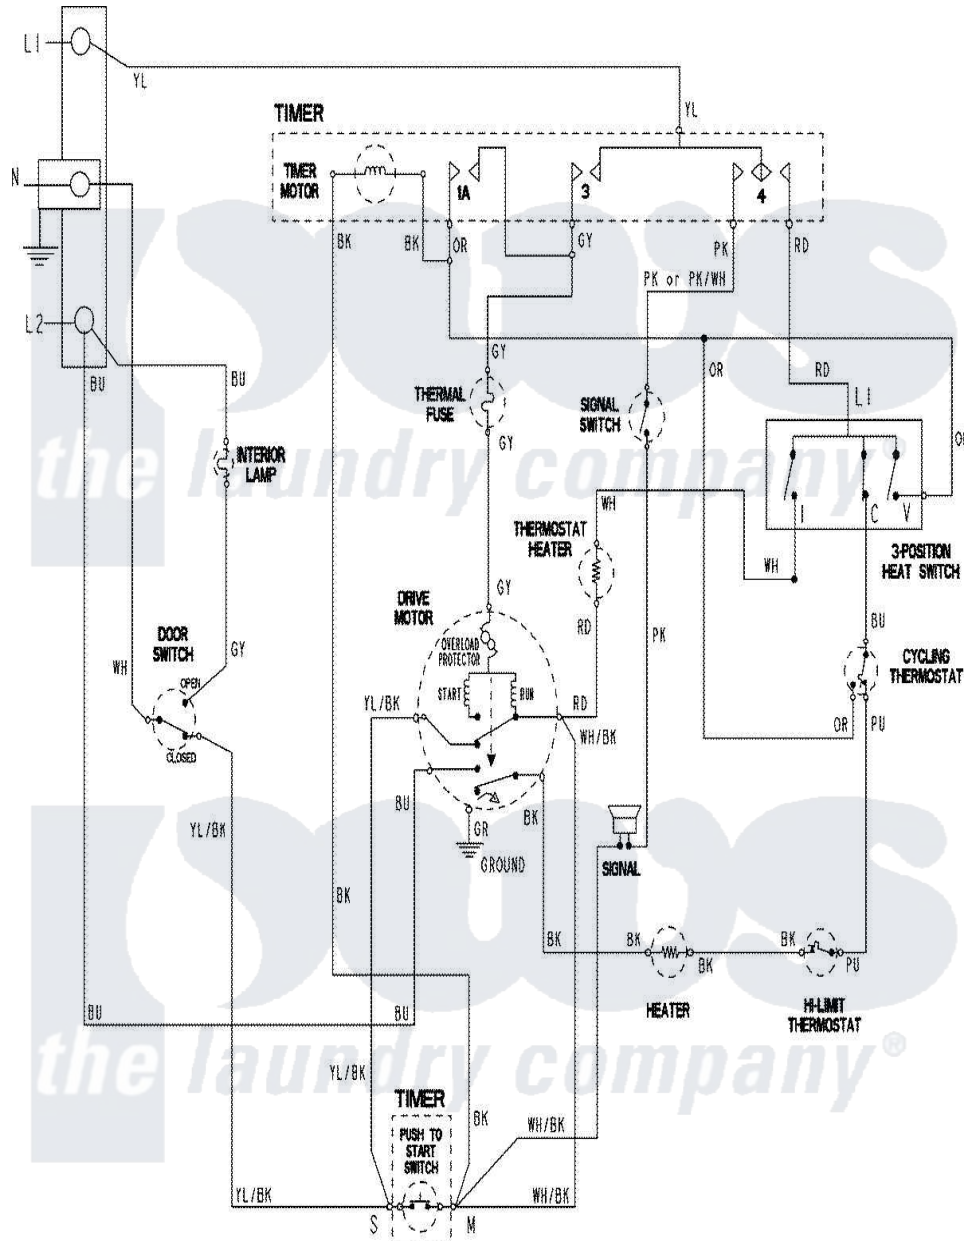 L1
YL
YL
TIMER
N
TIMER
MOTOR
1A
3
4
BK
BK
OR
GY
PK
RD
PK or PK/WH
L2
BU
BU
GY
OR
RD
THERMAL
FUSE
SIGNAL
SWITCH
L1
GY
INTERIOR
LAMP
the laundry company®
WH
I
C
V
THERMOSTAT
HEATER
WH
3-POSITION
HEAT SWITCH
GY
DRIVE
MOTOR
RD
PK
BU
DOOR
SWITCH
GY
WH
OVERLOAD
PROTECTOR
CYCLING
THERMOSTAT
OPEN
START
RUN
YL/BK
RD
WH/BK
OR
PU
CLOSED
BU
BK
YL/BK
GR
GROUND
SIGNAL
BK
BK
BK
BK
BK
PU
HEATER
HI-LIMIT
THERMOSTAT
BU
BU
the laundry company®
YL/BK
TIMER
BK
WH/BK
PUSH TO
START
SWITCH
YL/BK
WH/BK
S
M